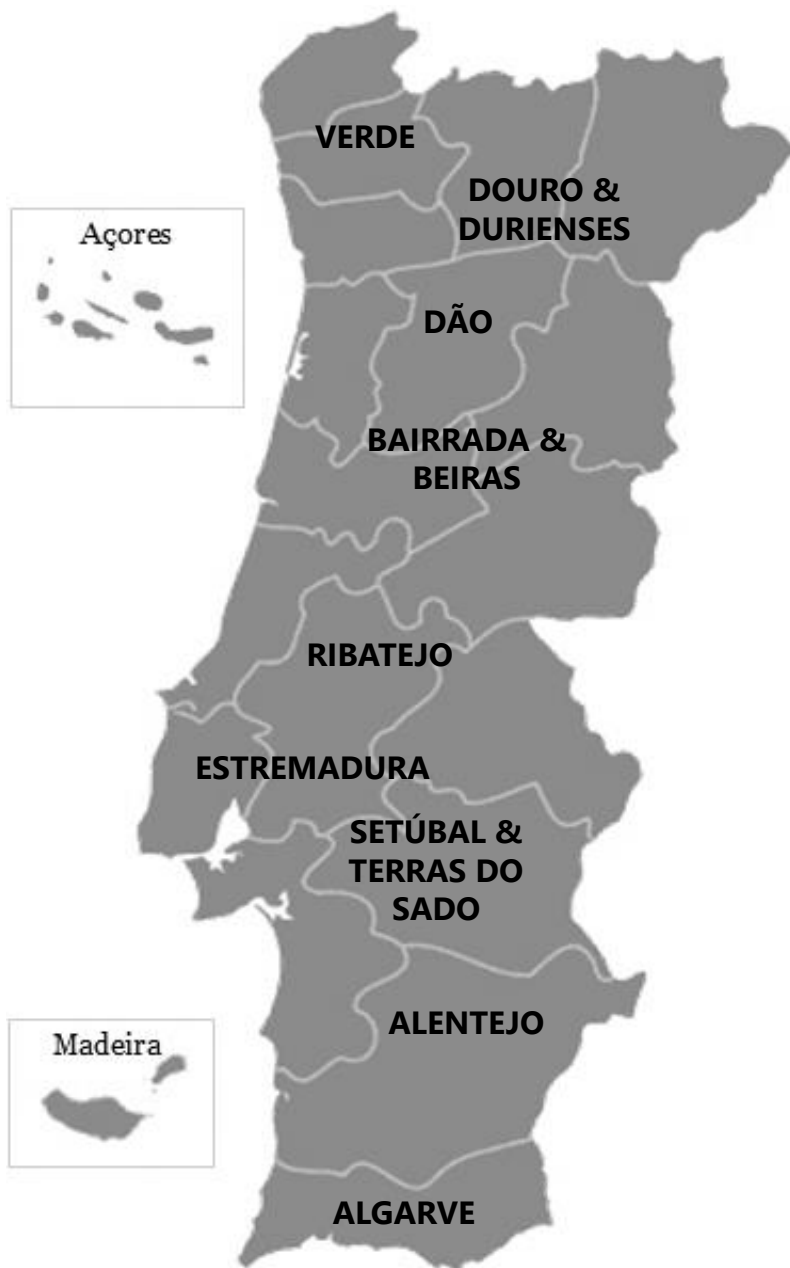 VERDE
DOURO &
DURIENSES
Açores
DÃO
BAIRRADA &
BEIRAS
RIBATEJO
ESTREMADURA
SETÚBAL &
TERRAS DO
SADO
ALENTEJO
Madeira
ALGARVE